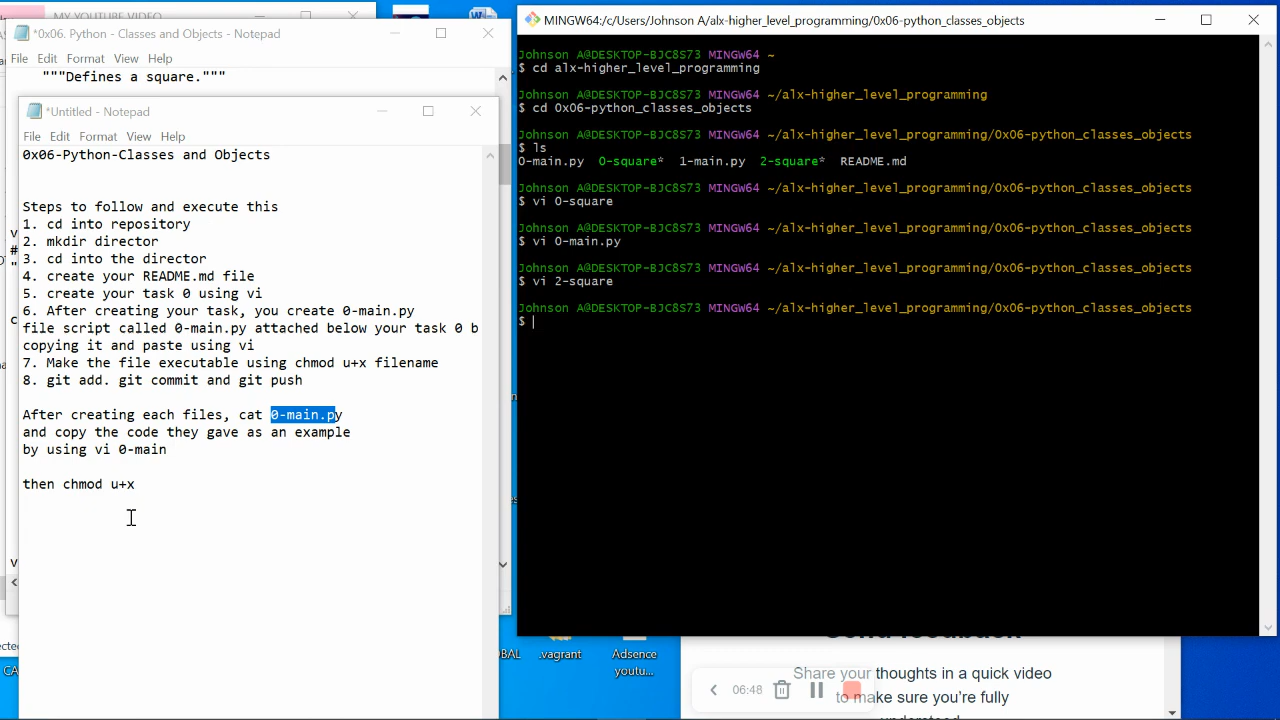 MY YOUTUBE VIDEO
*0x06. Python - Classes and Objects - Notepad
File Edit Format View Help
"""Defines a square."""
*Untitled - Notepad
File Edit Format View Help
0x06-Python-Classes and Objects
Steps to follow and execute this
1. cd into repository
2. mkdir director
3. cd into the director
4. create your README.md file
5. create your task 0 using vi
6. After creating your task, you create 0-main.py
file script called 0-main.py attached below your task 0 b
copying it and paste using vi
7. Make the file executable using chmod u+x filename
8. git add. git commit and git push
After creating each files, cat 0-main.py
and copy the code they gave as an example
by using vi 0-main
then chmod u+x
MINGW64:/c/Users/Johnson A/alx-higher_level_programming/0x06-python_classes_objects
Johnson A@DESKTOP-BJC8S73 MINGW64 ~
$ cd alx-higher_level_programming
Johnson A@DESKTOP-BJC8S73 MINGW64 ~/alx-higher_level_programming
$ cd 0x06-python_classes_objects
Johnson A@DESKTOP-BJC8S73 MINGW64 ~/alx-higher_level_programming/0x06-python_classes_objects
$ ls
0-main.py 0-square* 1-main.py 2-square* README.md
Johnson A@DESKTOP-BJC8S73 MINGW64 ~/alx-higher_level_programming/0x06-python_classes_objects
$ vi 0-square
Johnson A@DESKTOP-BJC8S73 MINGW64 ~/alx-higher_level_programming/0x06-python_classes_objects
$ vi 0-main.py
Johnson A@DESKTOP-BJC8S73 MINGW64 ~/alx-higher_level_programming/0x06-python_classes_objects
$ vi 2-square
Johnson A@DESKTOP-BJC8S73 MINGW64 ~/alx-higher_level_programming/0x06-python_classes_objects
$
.vagrant
Adsence
youtu...
Share your thoughts in a quick video
to make sure you're fully
06:48